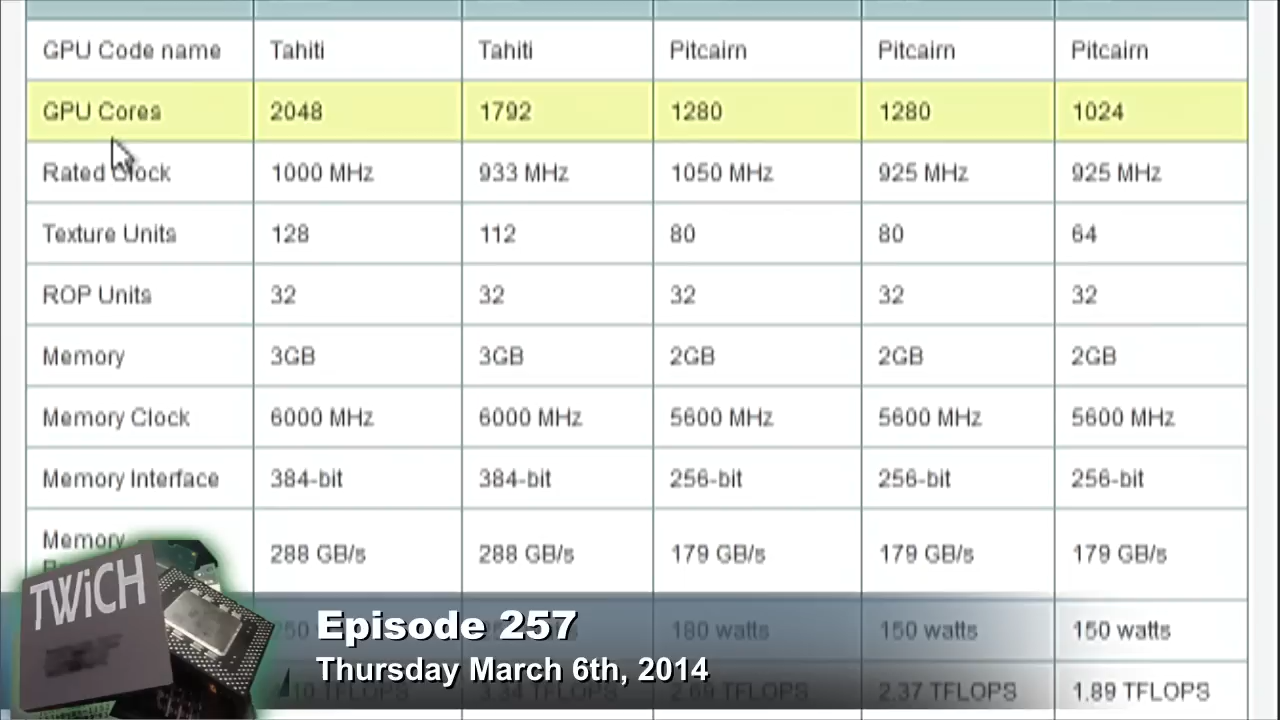 GPU Code name Tahiti Tahiti Pitcairn Pitcairn Pitcairn
GPU Cores 2048 1792 1280 1280 1024
Rated Clock 1000 MHz 933 MHz 1050 MHz 925 MHz 925 MHz
Texture Units 128 112 80 80 64
ROP Units 32 32 32 32 32
Memory 3GB 3GB 2GB 2GB 2GB
Memory Clock 6000 MHz 6000 MHz 5600 MHz 5600 MHz 5600 MHz
Memory Interface 384-bit 384-bit 256-bit 256-bit 256-bit
Memory 288 GB/s 288 GB/s 179 GB/s 179 GB/s 179 GB/s
watts 150 watts 150 watts
TFLOPS 2.37 TFLOPS 1.89 TFLOPS
TWiCH
Episode 257
Thursday March 6th, 2014